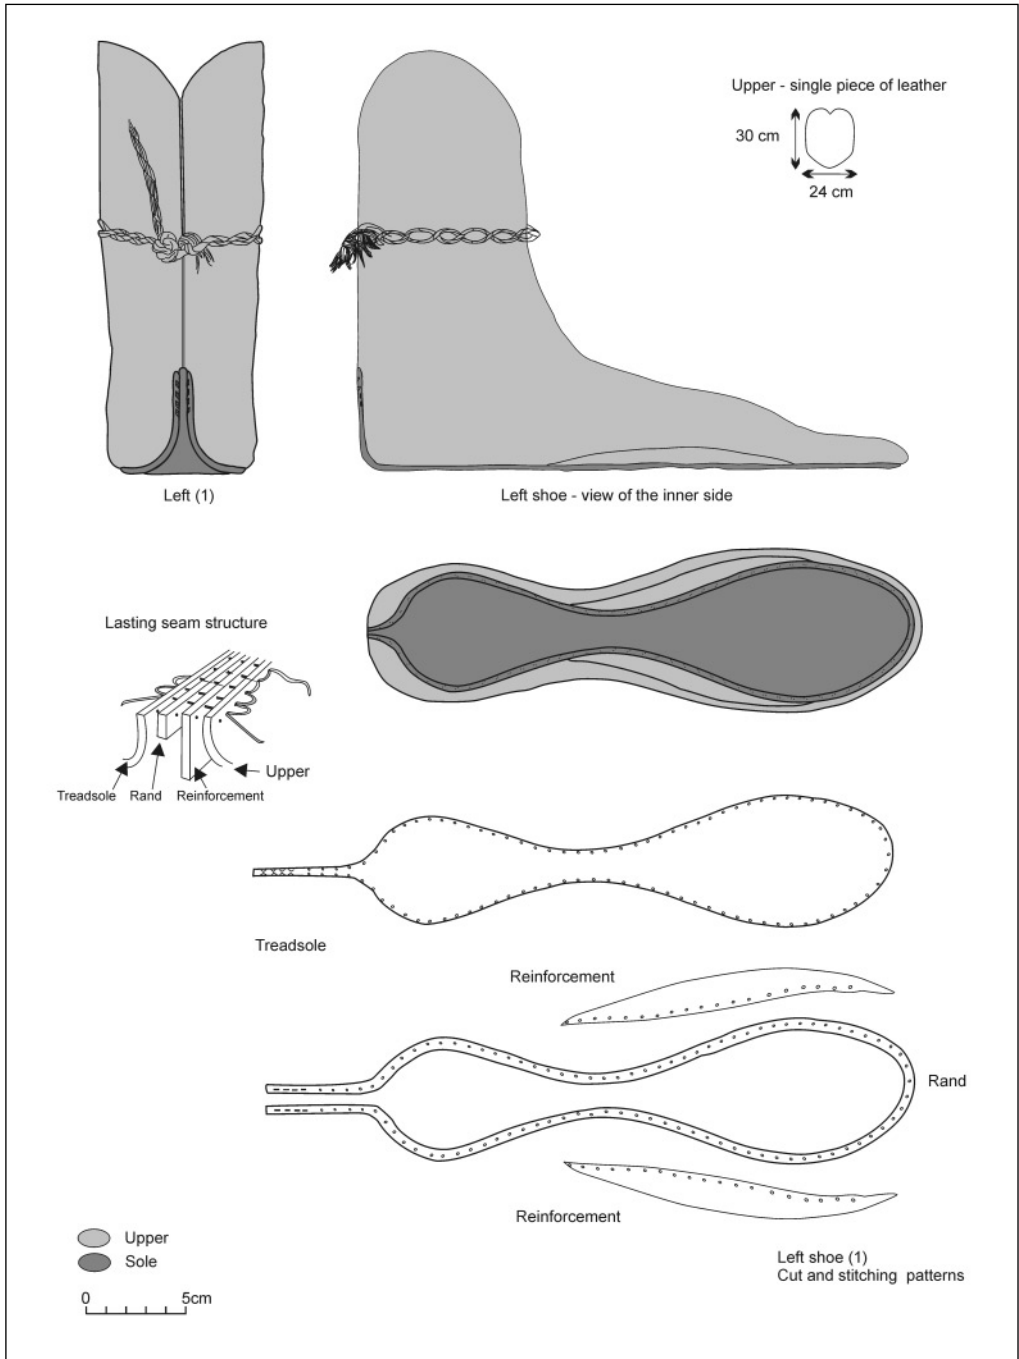 Upper - single piece of leather
30 cm
24 cm
Left (1)
Left shoe - view of the inner side
Lasting seam structure
Upper
Treadsole Rand Reinforcement
Treadsole
Reinforcement
Rand
Reinforcement
Upper
Sole
0 5cm
Left shoe (1)
Cut and stitching patterns